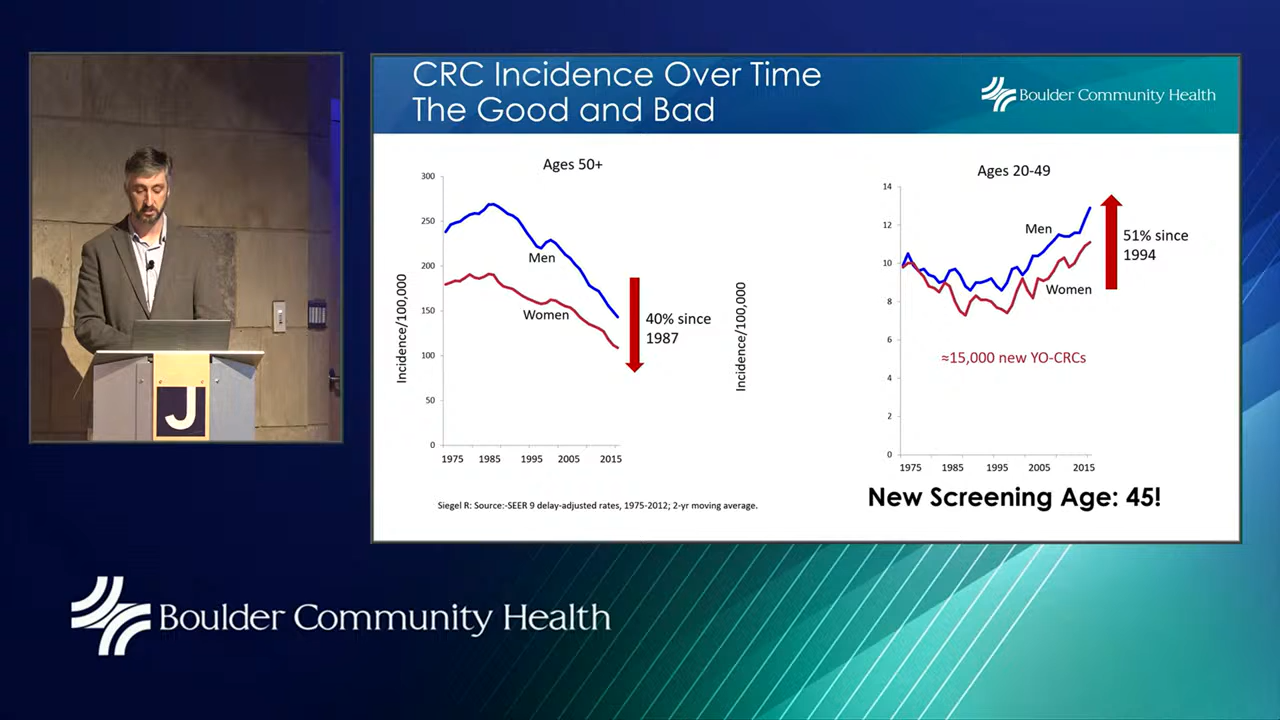 CRC Incidence Over Time
The Good and Bad
Boulder Community Health
Ages 50+
300
250
200
150
100
50
0
Incidence/100,000
Men
Women
1975 1985 1995 2005 2015
40% since
1987
Siegel R: Source:-SEER 9 delay-adjusted rates, 1975-2012; 2-yr moving average.
Ages 20-49
14
12
10
8
6
4
2
0
Incidence/100,000
Men
Women
≈15,000 new YO-CRCs
1975 1985 1995 2005 2015
51% since
1994
New Screening Age: 45!
J
Boulder Community Health